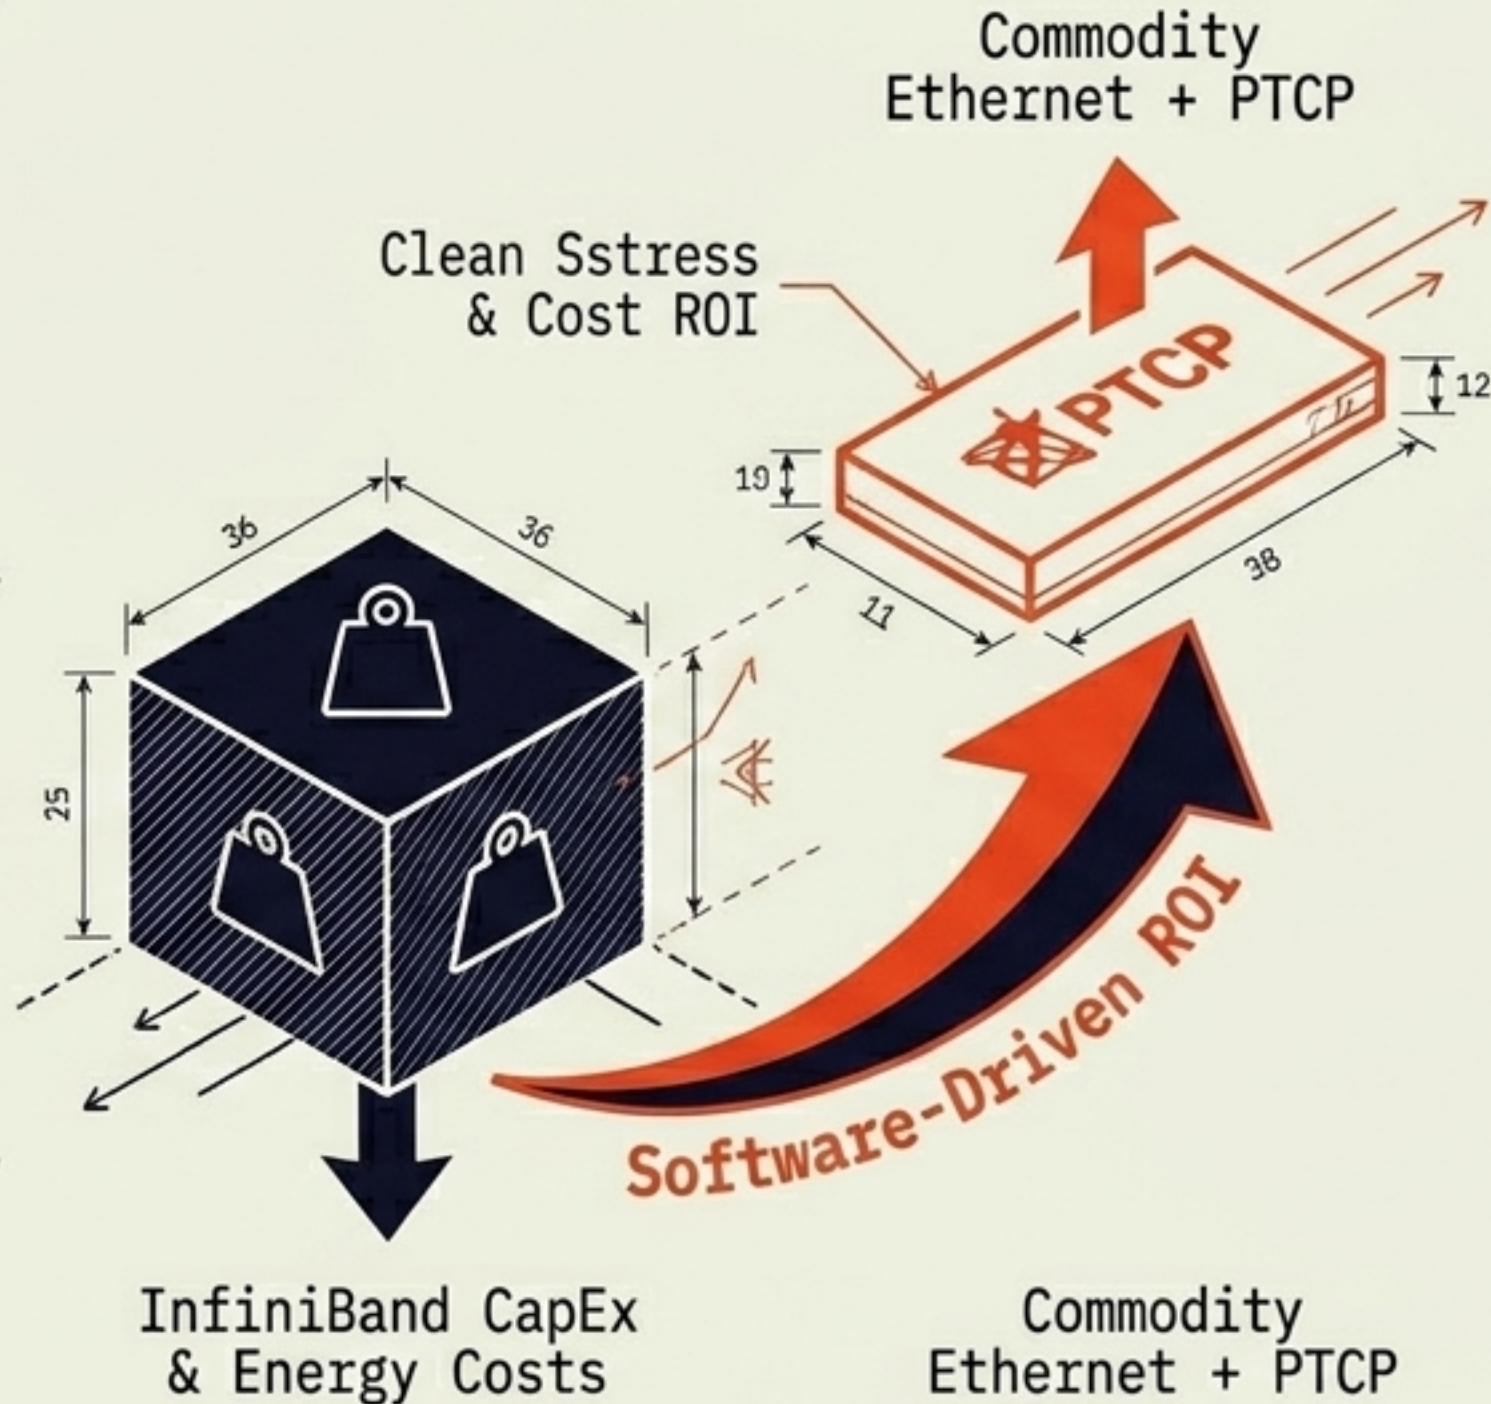 Commodity
Ethernet + PTCP
Clean Sstress
& Cost ROI
PTCP
12
19
36
36
38
11
25
Software-Driven ROI
InfiniBand CapEx
& Energy Costs
Commodity
Ethernet + PTCP